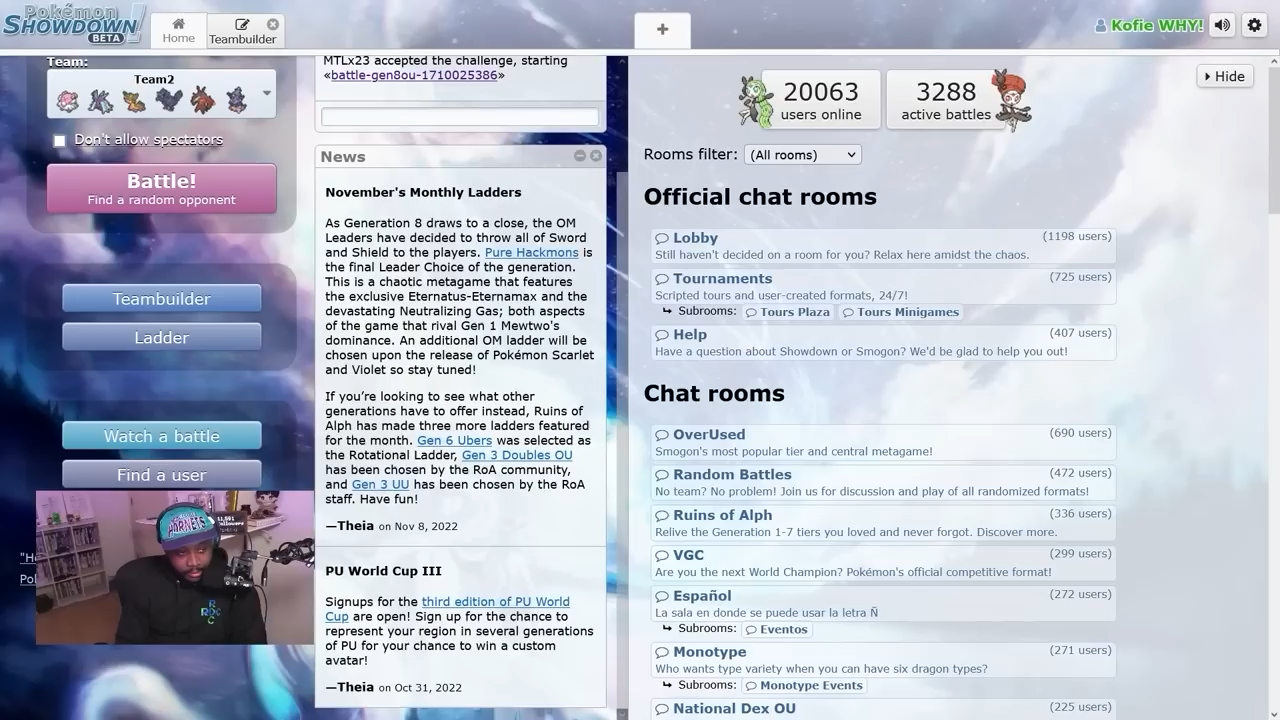 Pokémon
SHOWDOWN!
BETA
Home
Teambuilder
+
Kofie WHY!
Team:
Team2
Don't allow spectators
Battle!
Find a random opponent
Teambuilder
Ladder
Watch a battle
Find a user
MTLx23 accepted the challenge, starting
«battle-gen8ou-1710025386»
News
November's Monthly Ladders
As Generation 8 draws to a close, the OM
Leaders have decided to throw all of Sword
and Shield to the players. Pure Hackmons is
the final Leader Choice of the generation.
This is a chaotic metagame that features
the exclusive Eternatus-Eternamax and the
devastating Neutralizing Gas; both aspects
of the game that rival Gen 1 Mewtwo's
dominance. An additional OM ladder will be
chosen upon the release of Pokémon Scarlet
and Violet so stay tuned!
If you're looking to see what other
generations have to offer instead, Ruins of
Alph has made three more ladders featured
for the month. Gen 6 Ubers was selected as
the Rotational Ladder, Gen 3 Doubles OU
has been chosen by the RoA community,
and Gen 3 UU has been chosen by the RoA
staff. Have fun!
—Theia on Nov 8, 2022
PU World Cup III
Signups for the third edition of PU World
Cup are open! Sign up for the chance to
represent your region in several generations
of PU for your chance to win a custom
avatar!
—Theia on Oct 31, 2022
20063
users online
3288
active battles
Hide
Rooms filter: (All rooms)
Official chat rooms
Lobby (1198 users)
Still haven't decided on a room for you? Relax here amidst the chaos.
Tournaments (725 users)
Scripted tours and user-created formats, 24/7!
Subrooms: Tours Plaza Tours Minigames
Help (407 users)
Have a question about Showdown or Smogon? We'd be glad to help you out!
Chat rooms
OverUsed (690 users)
Smogon's most popular tier and central metagame!
Random Battles (472 users)
No team? No problem! Join us for discussion and play of all randomized formats!
Ruins of Alph (336 users)
Relive the Generation 1-7 tiers you loved and never forgot. Discover more.
VGC (299 users)
Are you the next World Champion? Pokémon's official competitive format!
Español (272 users)
La sala en donde se puede usar la letra Ñ
Subrooms: Eventos
Monotype (271 users)
Who wants type variety when you can have six dragon types?
Subrooms: Monotype Events
National Dex OU (225 users)